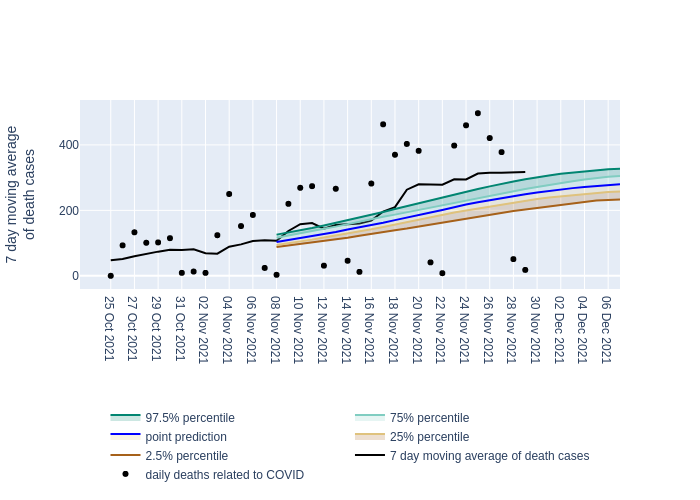 7 day moving average
of death cases
400
200
0
25 Oct 2021
27 Oct 2021
29 Oct 2021
31 Oct 2021
02 Nov 2021
04 Nov 2021
06 Nov 2021
08 Nov 2021
10 Nov 2021
12 Nov 2021
14 Nov 2021
16 Nov 2021
18 Nov 2021
20 Nov 2021
22 Nov 2021
24 Nov 2021
26 Nov 2021
28 Nov 2021
30 Nov 2021
02 Dec 2021
04 Dec 2021
06 Dec 2021
97.5% percentile
75% percentile
point prediction
25% percentile
2.5% percentile
7 day moving average of death cases
daily deaths related to COVID